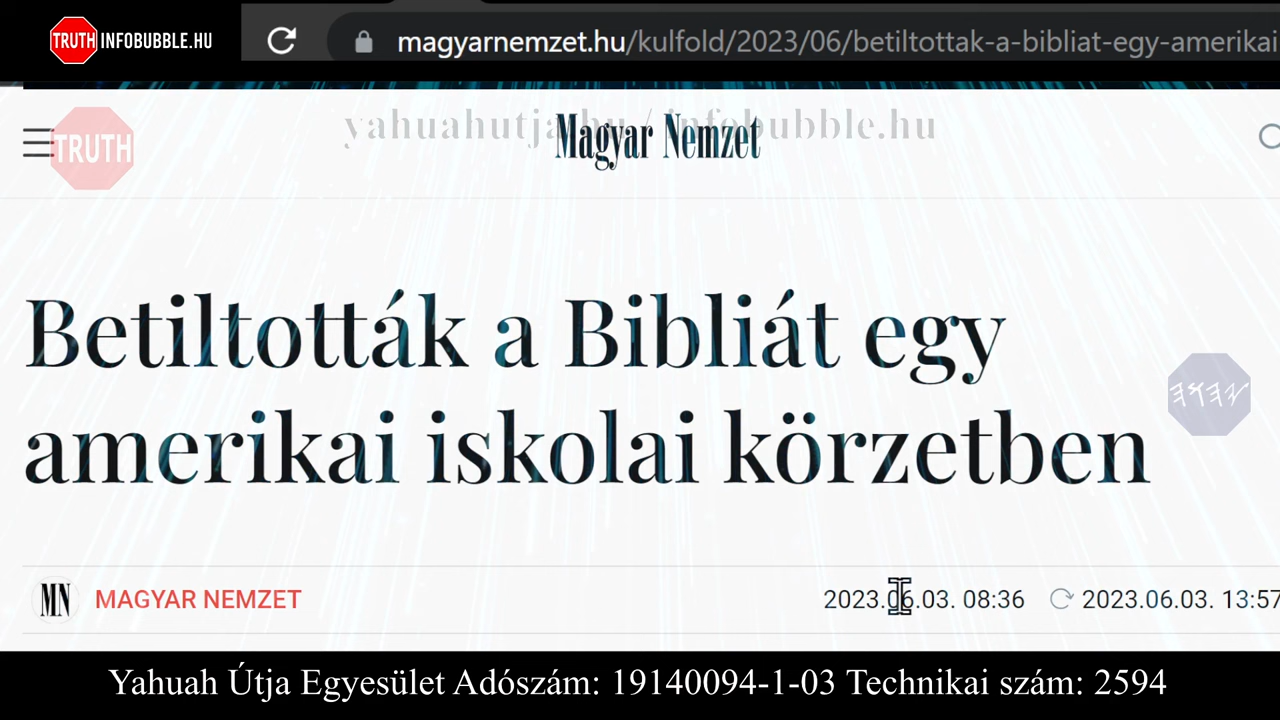 TRUTH INFOBUBBLE.HU
magyarnemzet.hu/kulfold/2023/06/betiltottak-a-bibliat-egy-amerikai
yahuahutja.hu / infobubble.hu
TRUTH
Magyar Nemzet
Betiltották a Bibliát egy
amerikai iskolai körzetben
𐤉𐤄𐤅𐤄
MN MAGYAR NEMZET 2023.06.03. 08:36 2023.06.03. 13:57
Yahuah Útja Egyesület Adószám: 19140094-1-03 Technikai szám: 2594